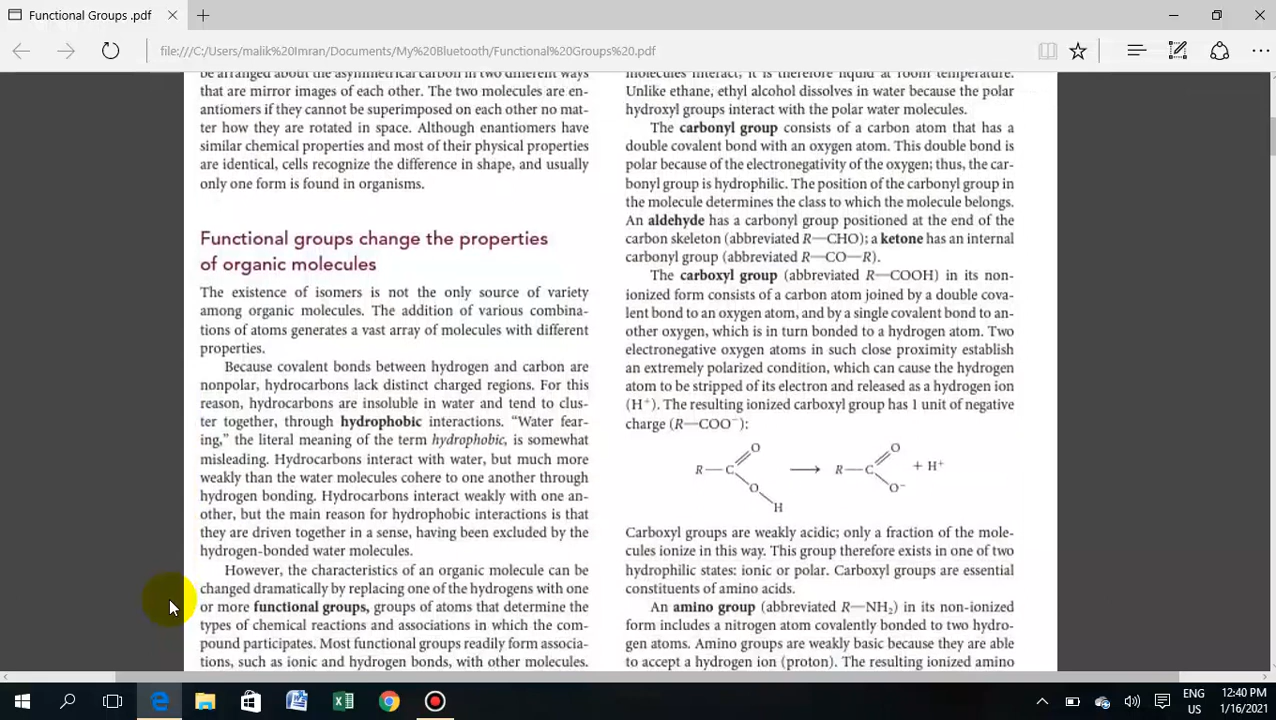 Functional Groups .pdf
file:///C:/Users/malik%20Imran/Documents/My%20Bluetooth/Functional%20Groups%20.pdf
be arranged about the asymmetrical carbon in two different ways
that are mirror images of each other. The two molecules are en-
antiomers if they cannot be superimposed on each other no mat-
ter how they are rotated in space. Although enantiomers have
similar chemical properties and most of their physical properties
are identical, cells recognize the difference in shape, and usually
only one form is found in organisms.
Functional groups change the properties
of organic molecules
The existence of isomers is not the only source of variety
among organic molecules. The addition of various combina-
tions of atoms generates a vast array of molecules with different
properties.
Because covalent bonds between hydrogen and carbon are
nonpolar, hydrocarbons lack distinct charged regions. For this
reason, hydrocarbons are insoluble in water and tend to clus-
ter together, through hydrophobic interactions. “Water fear-
ing,” the literal meaning of the term hydrophobic, is somewhat
misleading. Hydrocarbons interact with water, but much more
weakly than the water molecules cohere to one another through
hydrogen bonding. Hydrocarbons interact weakly with one an-
other, but the main reason for hydrophobic interactions is that
they are driven together in a sense, having been excluded by the
hydrogen-bonded water molecules.
However, the characteristics of an organic molecule can be
changed dramatically by replacing one of the hydrogens with one
or more functional groups, groups of atoms that determine the
types of chemical reactions and associations in which the com-
pound participates. Most functional groups readily form associa-
tions, such as ionic and hydrogen bonds, with other molecules.
molecules interact, it is therefore liquid at room temperature.
Unlike ethane, ethyl alcohol dissolves in water because the polar
hydroxyl groups interact with the polar water molecules.
The carbonyl group consists of a carbon atom that has a
double covalent bond with an oxygen atom. This double bond is
polar because of the electronegativity of the oxygen; thus, the car-
bonyl group is hydrophilic. The position of the carbonyl group in
the molecule determines the class to which the molecule belongs.
An aldehyde has a carbonyl group positioned at the end of the
carbon skeleton (abbreviated R—CHO); a ketone has an internal
carbonyl group (abbreviated R—CO—R).
The carboxyl group (abbreviated R—COOH) in its non-
ionized form consists of a carbon atom joined by a double cova-
lent bond to an oxygen atom, and by a single covalent bond to an-
other oxygen, which is in turn bonded to a hydrogen atom. Two
electronegative oxygen atoms in such close proximity establish
an extremely polarized condition, which can cause the hydrogen
atom to be stripped of its electron and released as a hydrogen ion
(H⁺). The resulting ionized carboxyl group has 1 unit of negative
charge (R—COO⁻):
O O
R—C → R—C + H⁺
O O⁻
H
Carboxyl groups are weakly acidic; only a fraction of the mole-
cules ionize in this way. This group therefore exists in one of two
hydrophilic states: ionic or polar. Carboxyl groups are essential
constituents of amino acids.
An amino group (abbreviated R—NH₂) in its non-ionized
form includes a nitrogen atom covalently bonded to two hydro-
gen atoms. Amino groups are weakly basic because they are able
to accept a hydrogen ion (proton). The resulting ionized amino
ENG
US
12:40 PM
1/16/2021